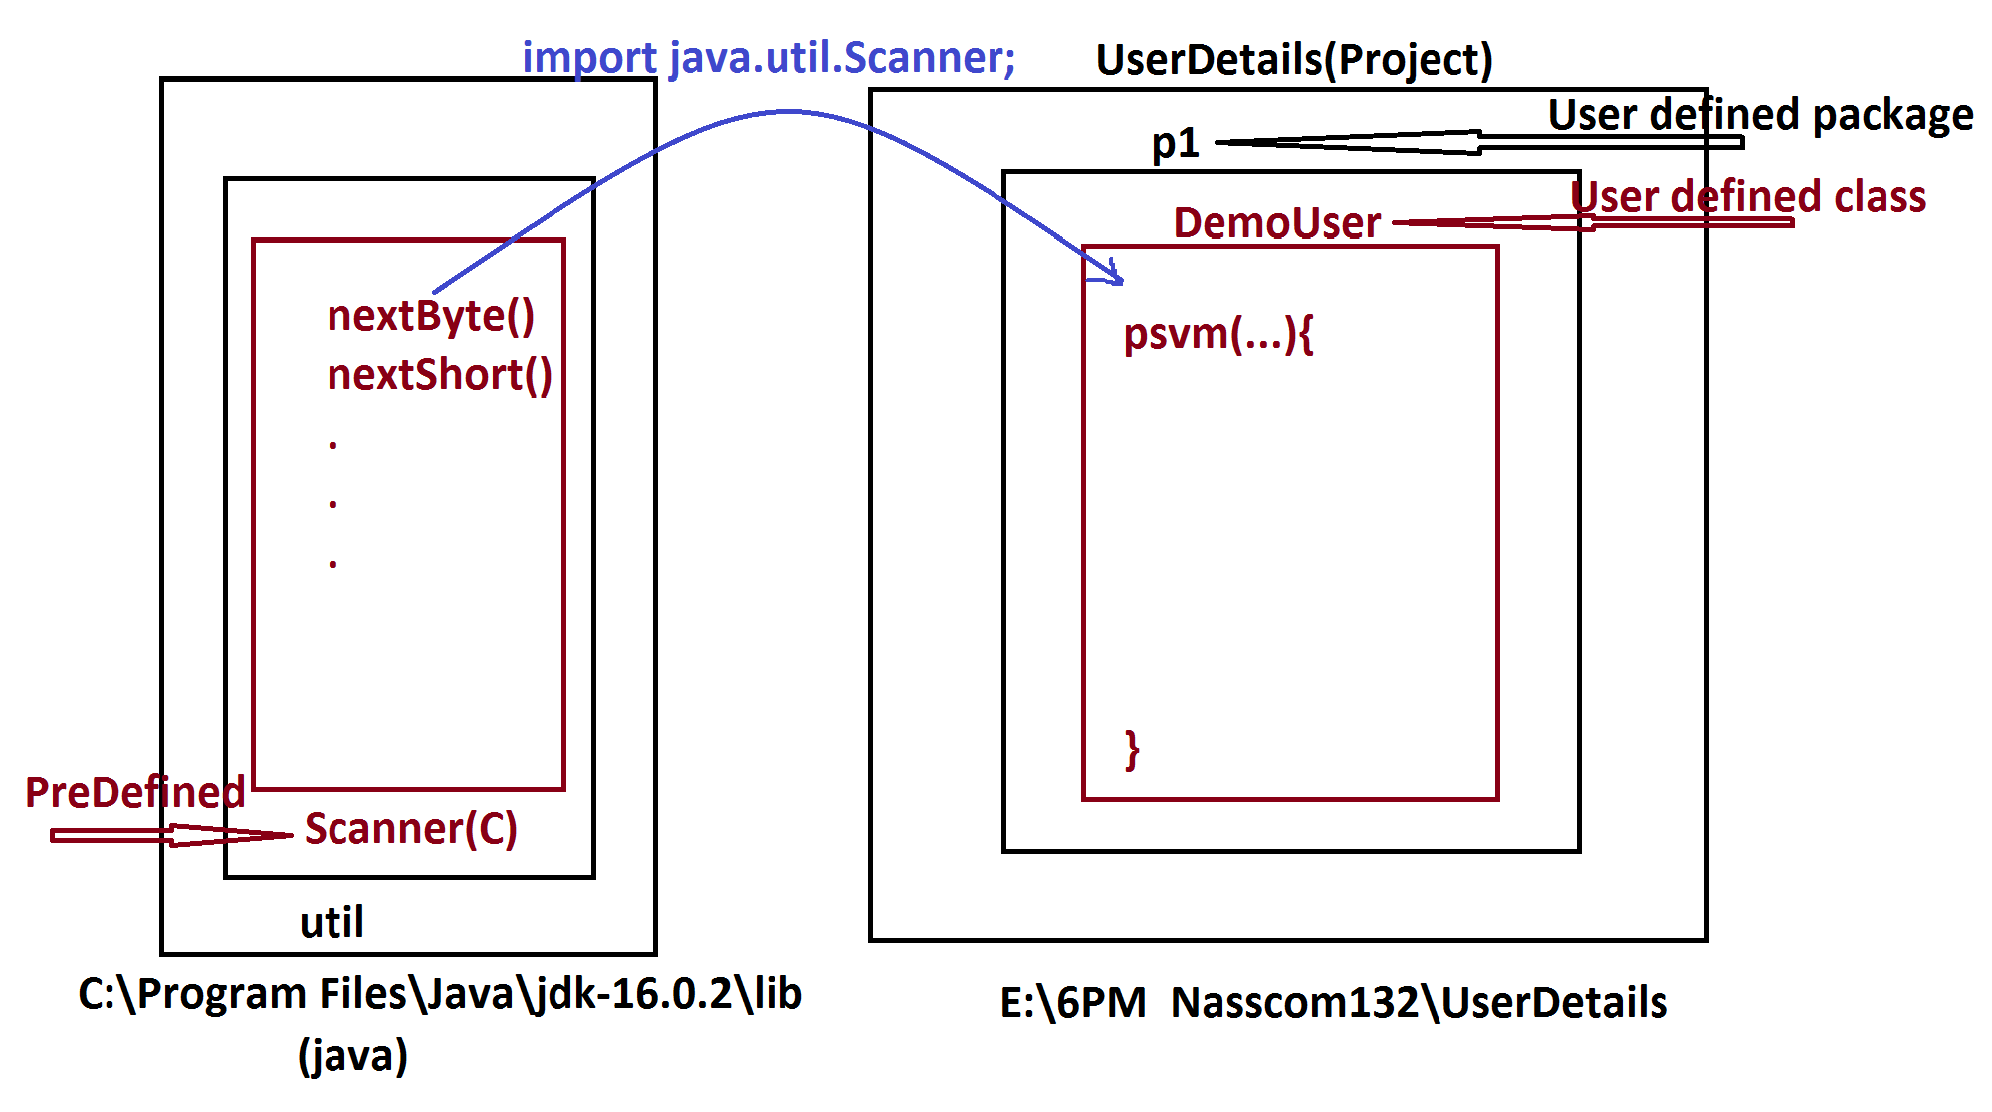 import java.util.Scanner;
UserDetails(Project)
User defined package
p1
User defined class
DemoUser
nextByte()
nextShort()
.
.
.
psvm(...){
}
PreDefined
Scanner(C)
util
C:\Program Files\Java\jdk-16.0.2\lib
(java)
E:\6PM  Nasscom132\UserDetails